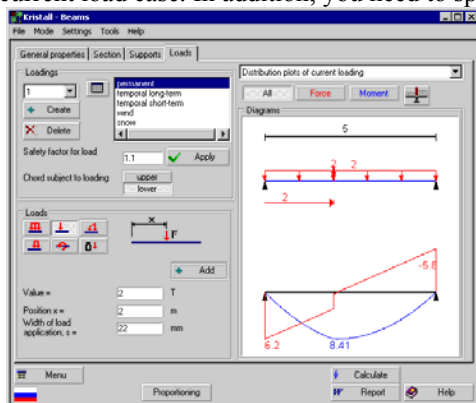 current load case. In addition, you need to sp
Kristall - Beams
File Mode Settings Tools Help
General properties Section Supports Loads
Loadings
1
Create
Delete
permanent
temporal long-term
temporal short-term
wind
snow
Safety factor for load 1.1 Apply
Chord subject to loading upper
lower
Loads
x
F
Add
Value = 2 T
Position x = 2 m
Width of load
application, s = 22 mm
Distribution plots of current loading
All Force Moment
Diagrams
5
2 2
2
6.2 8.41
Menu Calculate
Proportioning Report Help